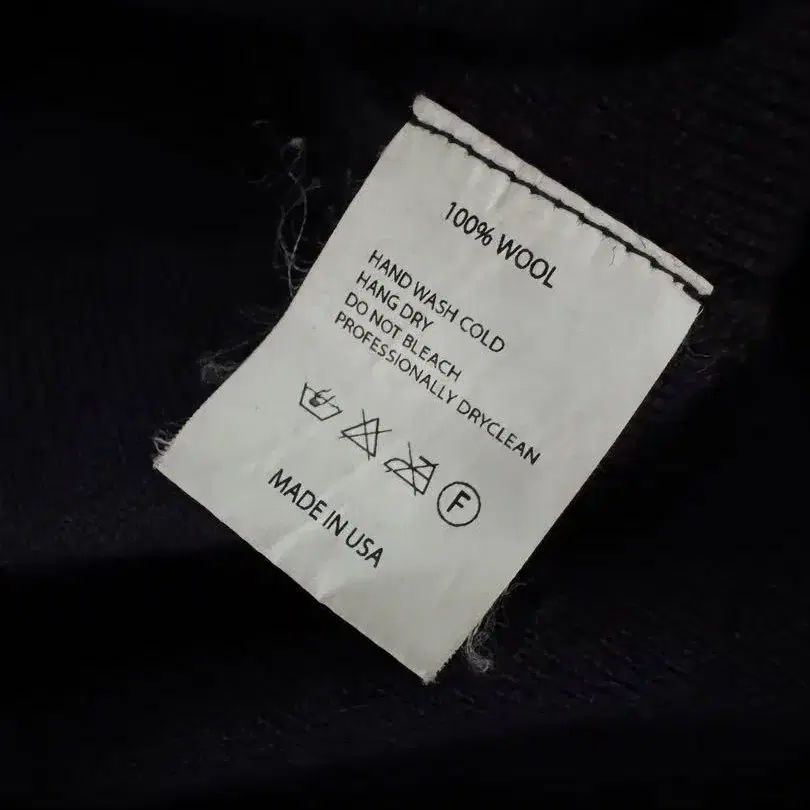 100% WOOL
HAND WASH COLD
HANG DRY
DO NOT BLEACH
PROFESSIONALLY DRYCLEAN
F
MADE IN USA